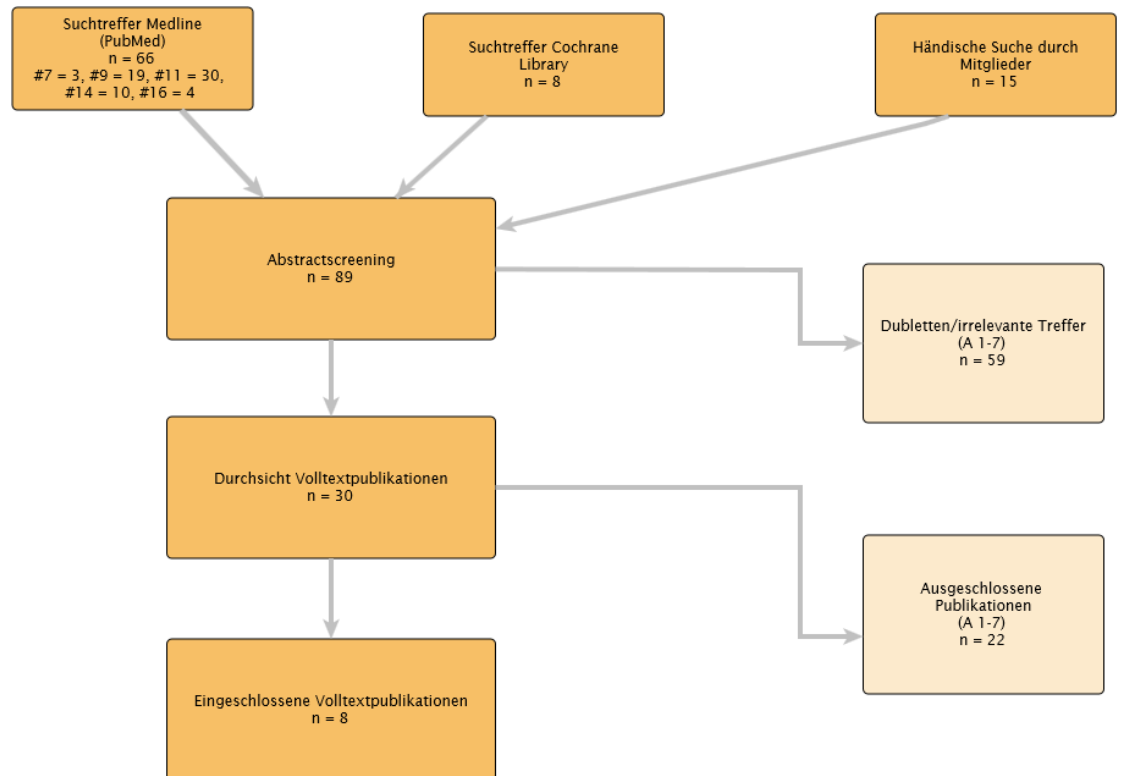 Suchtreffer Medline
(PubMed)
n = 66
#7 = 3, #9 = 19, #11 = 30,
#14 = 10, #16 = 4
Suchtreffer Cochrane
Library
n = 8
Händische Suche durch
Mitglieder
n = 15
Abstractscreening
n = 89
Dubletten/irrelevante Treffer
(A 1-7)
n = 59
Durchsicht Volltextpublikationen
n = 30
Ausgeschlossene
Publikationen
(A 1-7)
n = 22
Eingeschlossene Volltextpublikationen
n = 8